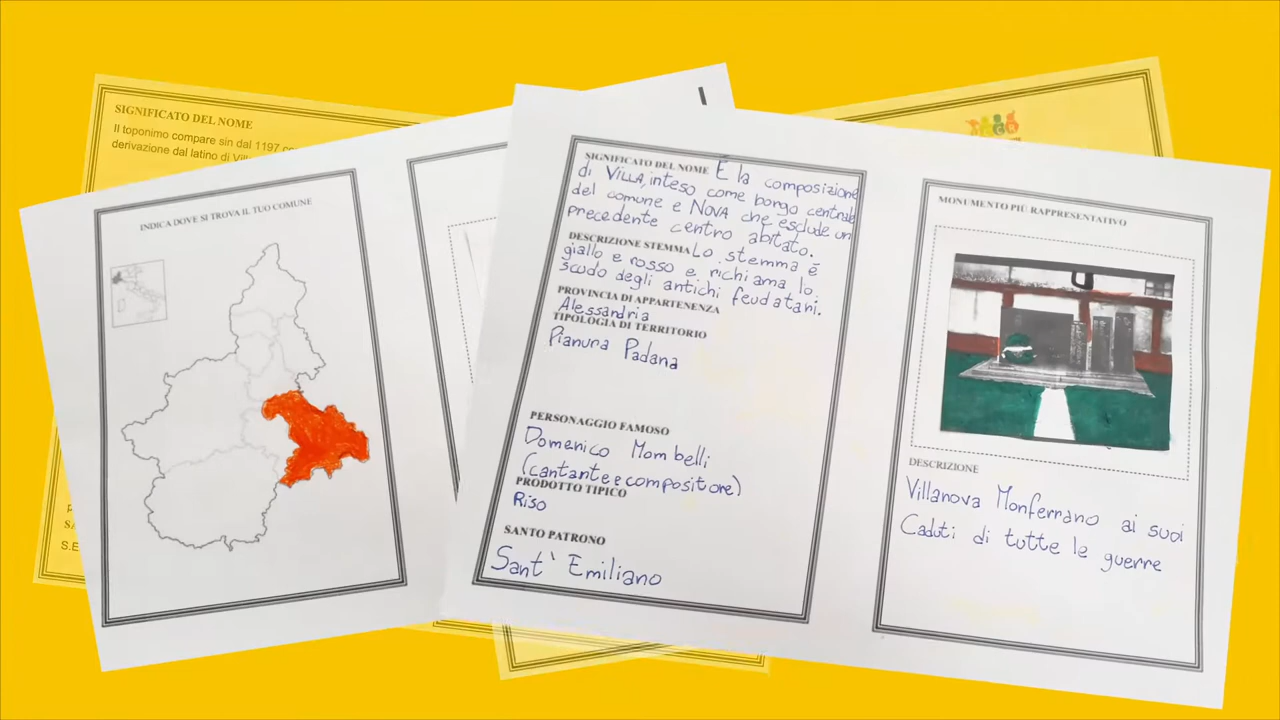 SIGNIFICATO DEL NOME
Il toponimo compare sin dal 1197
derivazione dal latino di
INDICA DOVE SI TROVA IL TUO COMUNE
SIGNIFICATO DEL NOME È la composizione
di VILLA, inteso come borgo centrale
del comune e NOVA che esclude un
precedente centro abitato.
DESCRIZIONE STEMMA Lo stemma è
giallo e rosso e richiama lo
scudo degli antichi feudatari.
PROVINCIA DI APPARTENENZA
Alessandria
TIPOLOGIA DI TERRITORIO
Pianura Padana
PERSONAGGIO FAMOSO
Domenico Mombelli
(cantante e compositore)
PRODOTTO TIPICO
Riso
SANTO PATRONO
Sant` Emiliano
MONUMENTO PIÙ RAPPRESENTATIVO
DESCRIZIONE
Villanova Monferrano ai suoi
Caduti di tutte le guerre